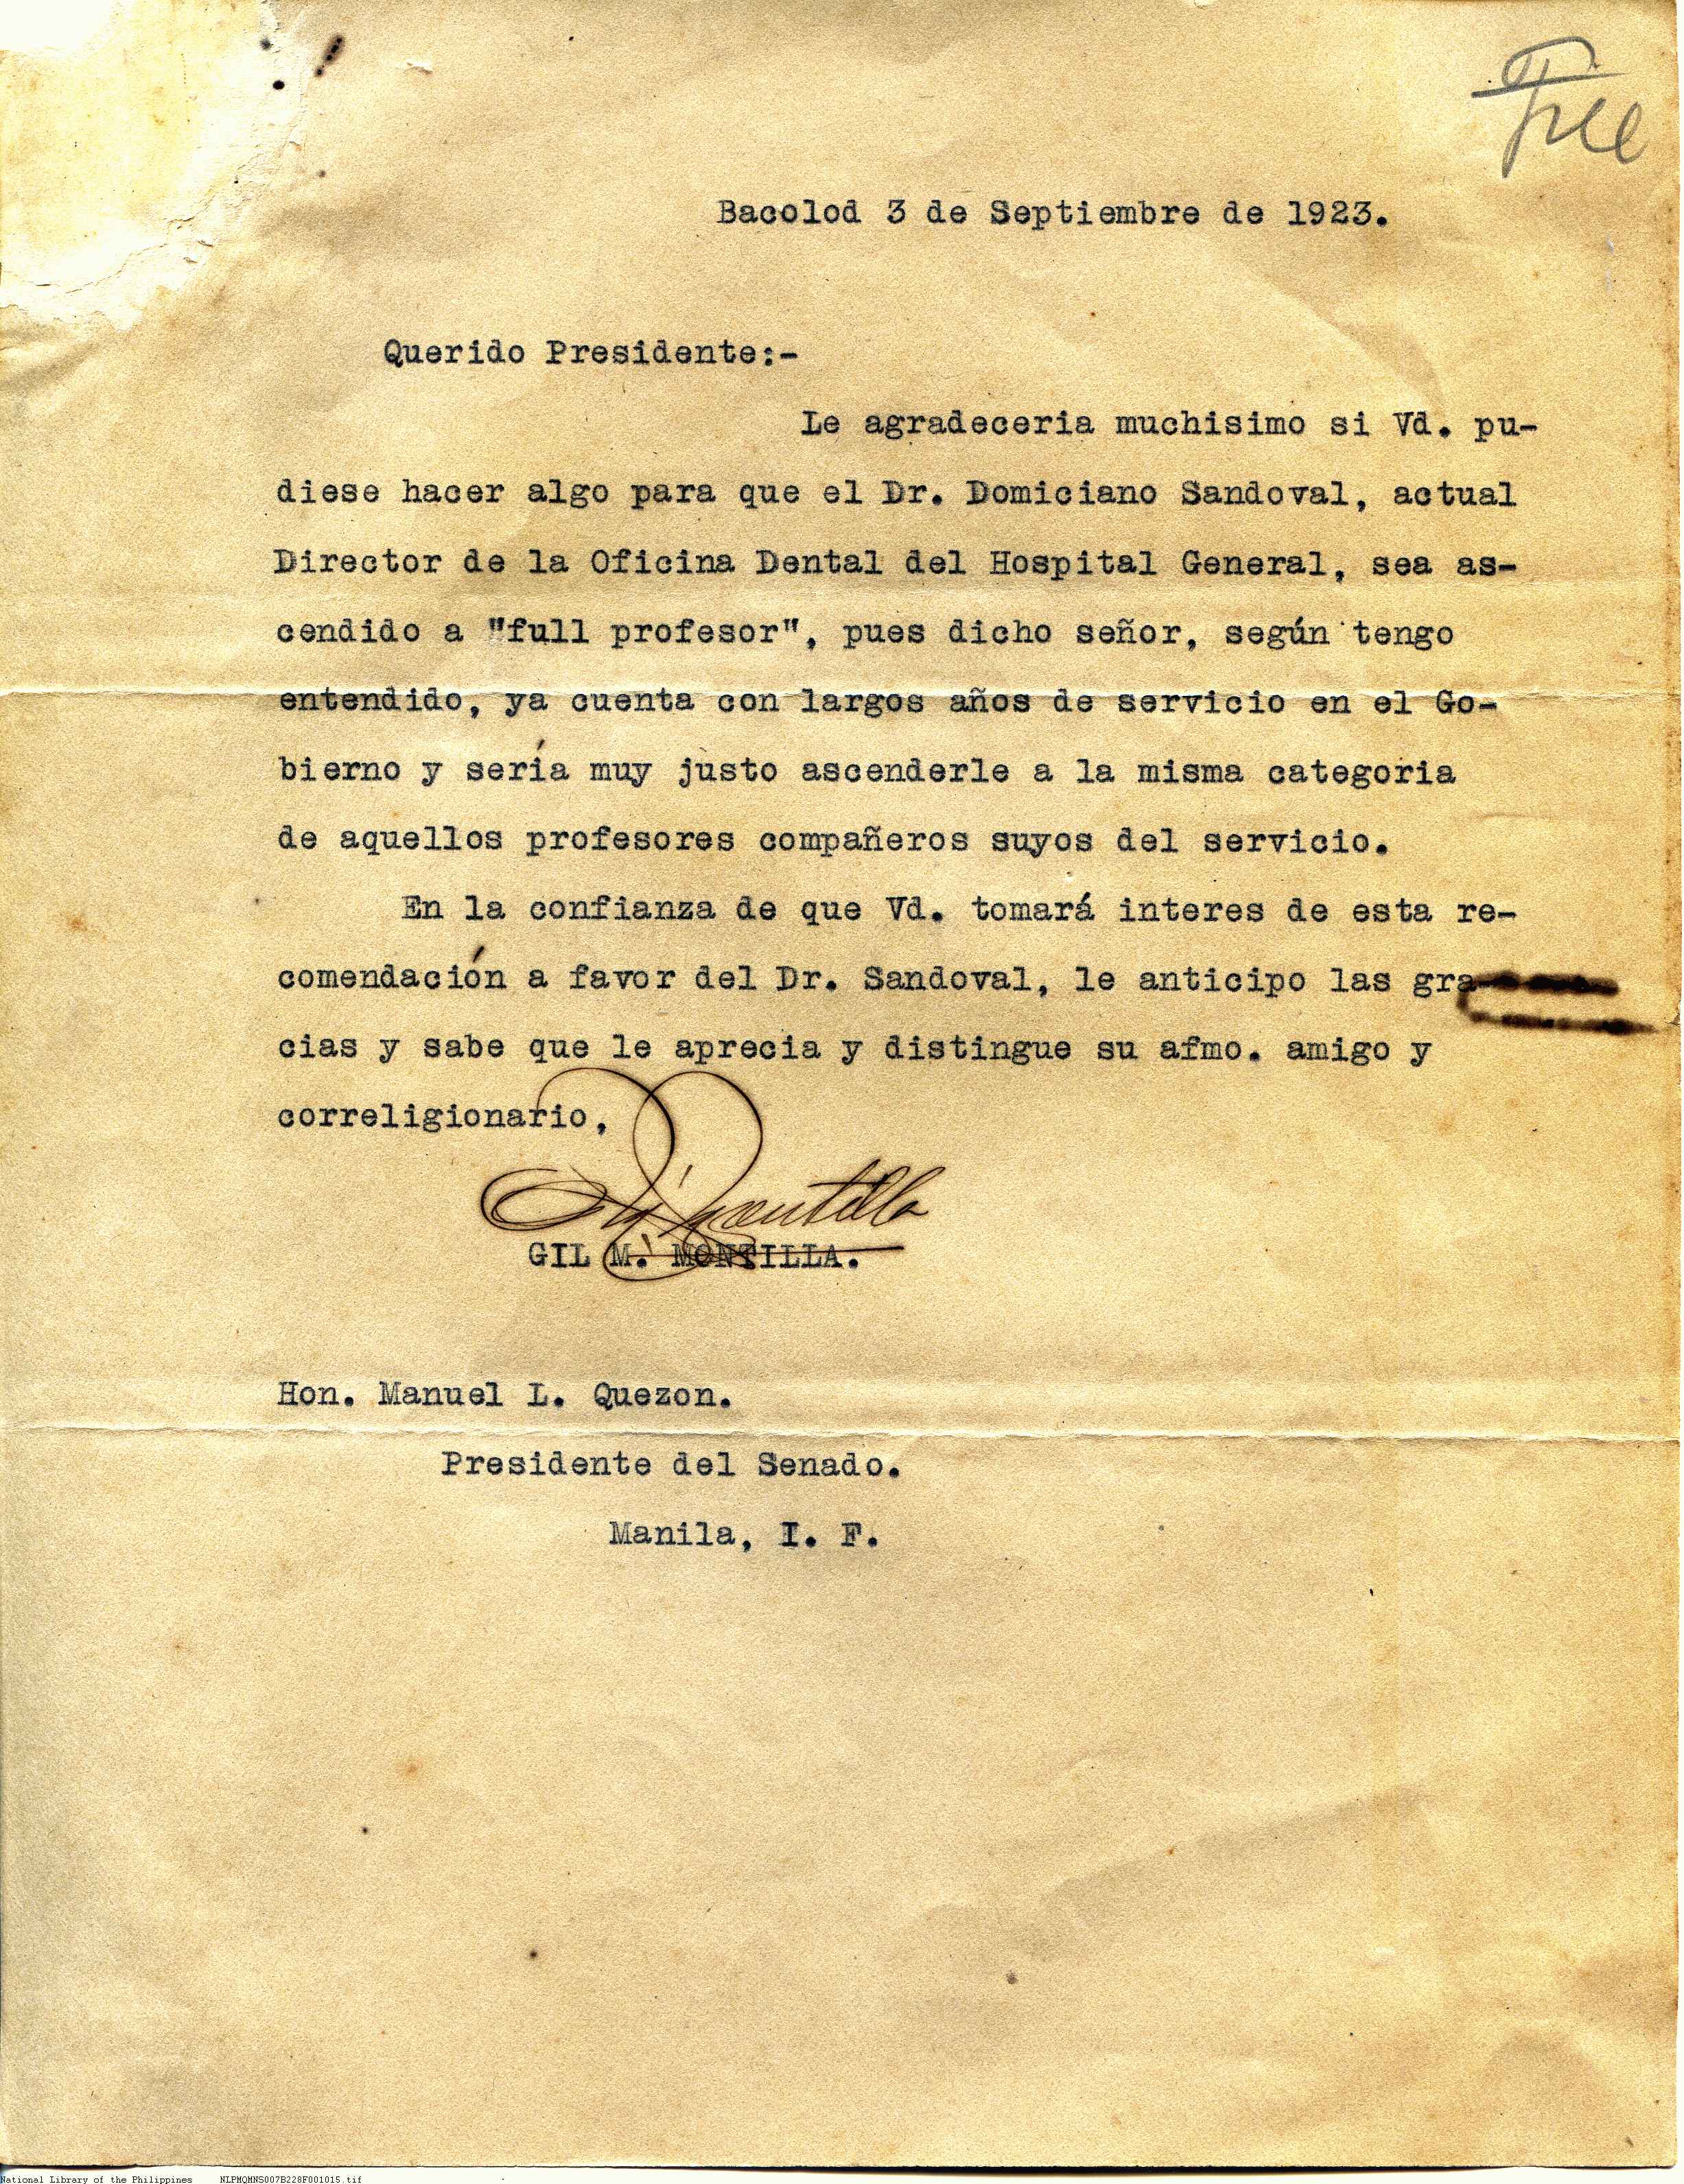 File
Bacolod 3 de Septiembre de 1923.
Querido Presidente:-
Le agradeceria muchisimo si Vd. pu-
diese hacer algo para que el Dr. Domiciano Sandoval, actual
Director de la Oficina Dental del Hospital General, sea as-
cendido a "full profesor", pues dicho señor, según tengo
entendido, ya cuenta con largos años de servicio en el Go-
bierno y sería muy justo ascenderle a la misma categoria
de aquellos profesores compañeros suyos del servicio.
En la confianza de que Vd. tomará interes de esta re-
comendación a favor del Dr. Sandoval, le anticipo las gra-
cias y sabe que le aprecia y distingue su afmo. amigo y
correligionario,
Gil Montilla
GIL M. MONTILLA.
Hon. Manuel L. Quezon.
Presidente del Senado.
Manila, I. F.
National Library of the Philippines NLPMQMNS007B228F001015.tif